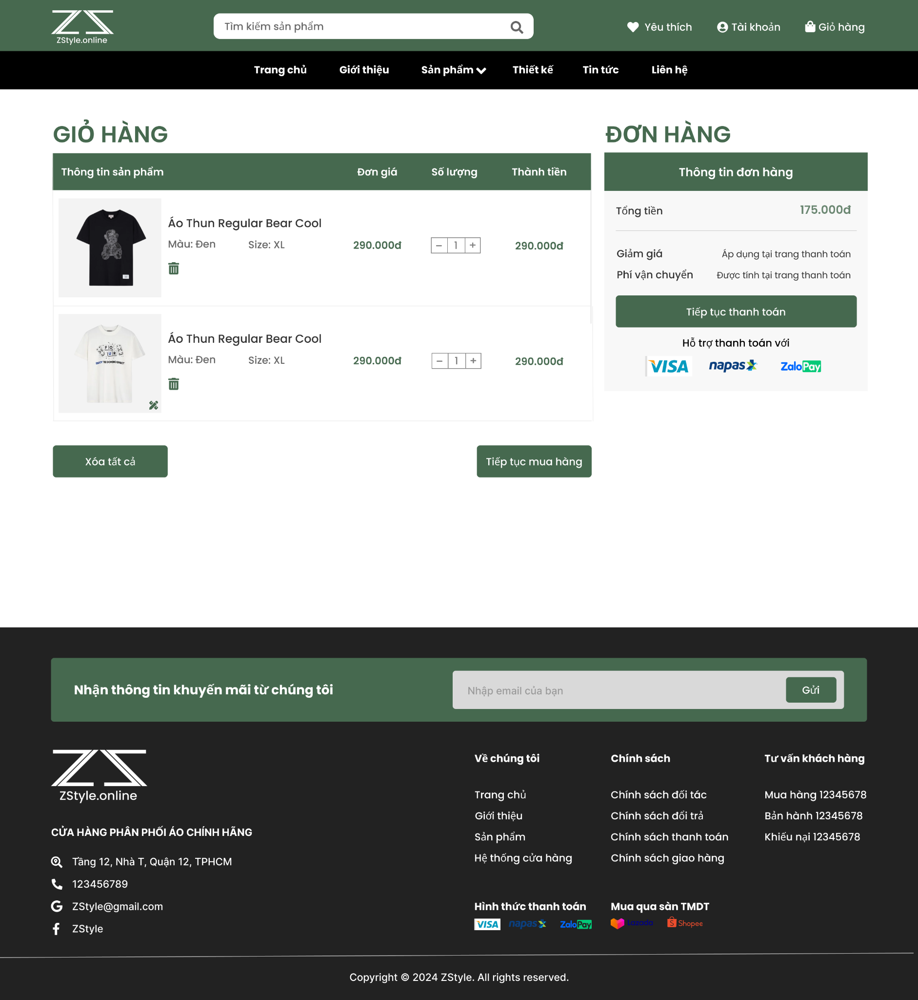 ZStyle.online
Tìm kiếm sản phẩm
Yêu thích
Tài khoản
Giỏ hàng
Trang chủ
Giới thiệu
Sản phẩm
Thiết kế
Tin tức
Liên hệ
GIỎ HÀNG
Thông tin sản phẩm
Đơn giá
Số lượng
Thành tiền
Áo Thun Regular Bear Cool
Màu: Đen
Size: XL
290.000đ
– 1 +
290.000đ
FO
UR
Áo Thun Regular Bear Cool
Màu: Đen
Size: XL
290.000đ
– 1 +
290.000đ
Xóa tất cả
Tiếp tục mua hàng
ĐƠN HÀNG
Thông tin đơn hàng
Tổng tiền
175.000đ
Giảm giá
Áp dụng tại trang thanh toán
Phí vận chuyển
Được tính tại trang thanh toán
Tiếp tục thanh toán
Hỗ trợ thanh toán với
VISA
napas
ZaloPay
Nhận thông tin khuyến mãi từ chúng tôi
Nhập email của bạn
Gửi
ZStyle.online
CỬA HÀNG PHÂN PHỐI ÁO CHÍNH HÃNG
Tầng 12, Nhà T, Quận 12, TPHCM
123456789
ZStyle@gmail.com
ZStyle
Về chúng tôi
Trang chủ
Giới thiệu
Sản phẩm
Hệ thống cửa hàng
Chính sách
Chính sách đối tác
Chính sách đổi trả
Chính sách thanh toán
Chính sách giao hàng
Tư vấn khách hàng
Mua hàng 12345678
Bản hành 12345678
Khiếu nại 12345678
Hình thức thanh toán
VISA
napas
ZaloPay
Mua qua sàn TMDT
Lazada
Shopee
Copyright © 2024 ZStyle. All rights reserved.